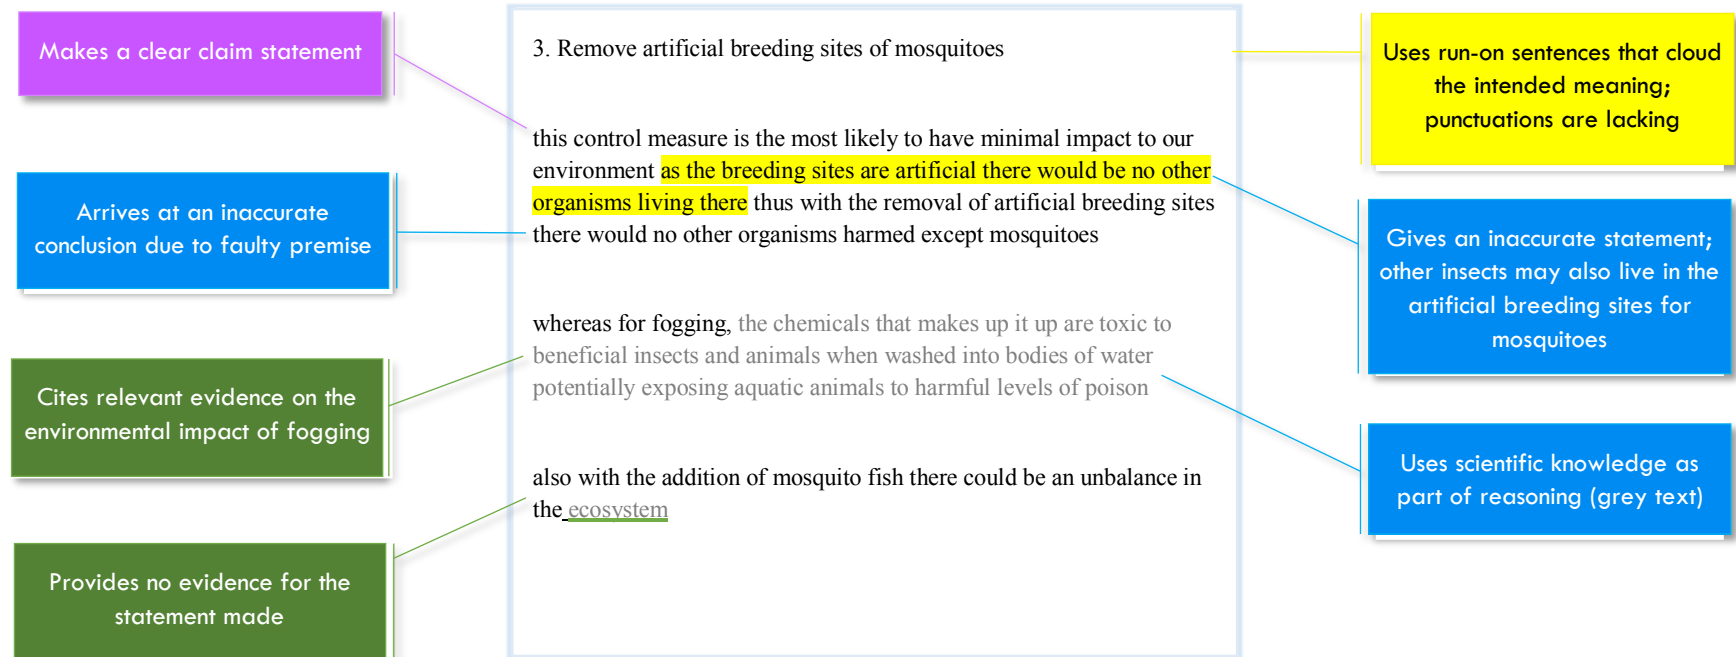 Makes a clear claim statement
Arrives at an inaccurate
conclusion due to faulty premise
Cites relevant evidence on the
environmental impact of fogging
Provides no evidence for the
statement made
3. Remove artificial breeding sites of mosquitoes
this control measure is the most likely to have minimal impact to our
environment as the breeding sites are artificial there would be no other
organisms living there thus with the removal of artificial breeding sites
there would no other organisms harmed except mosquitoes
whereas for fogging, the chemicals that makes up it up are toxic to
beneficial insects and animals when washed into bodies of water
potentially exposing aquatic animals to harmful levels of poison
also with the addition of mosquito fish there could be an unbalance in
the ecosystem
Uses run-on sentences that cloud
the intended meaning;
punctuations are lacking
Gives an inaccurate statement;
other insects may also live in the
artificial breeding sites for
mosquitoes
Uses scientific knowledge as
part of reasoning (grey text)